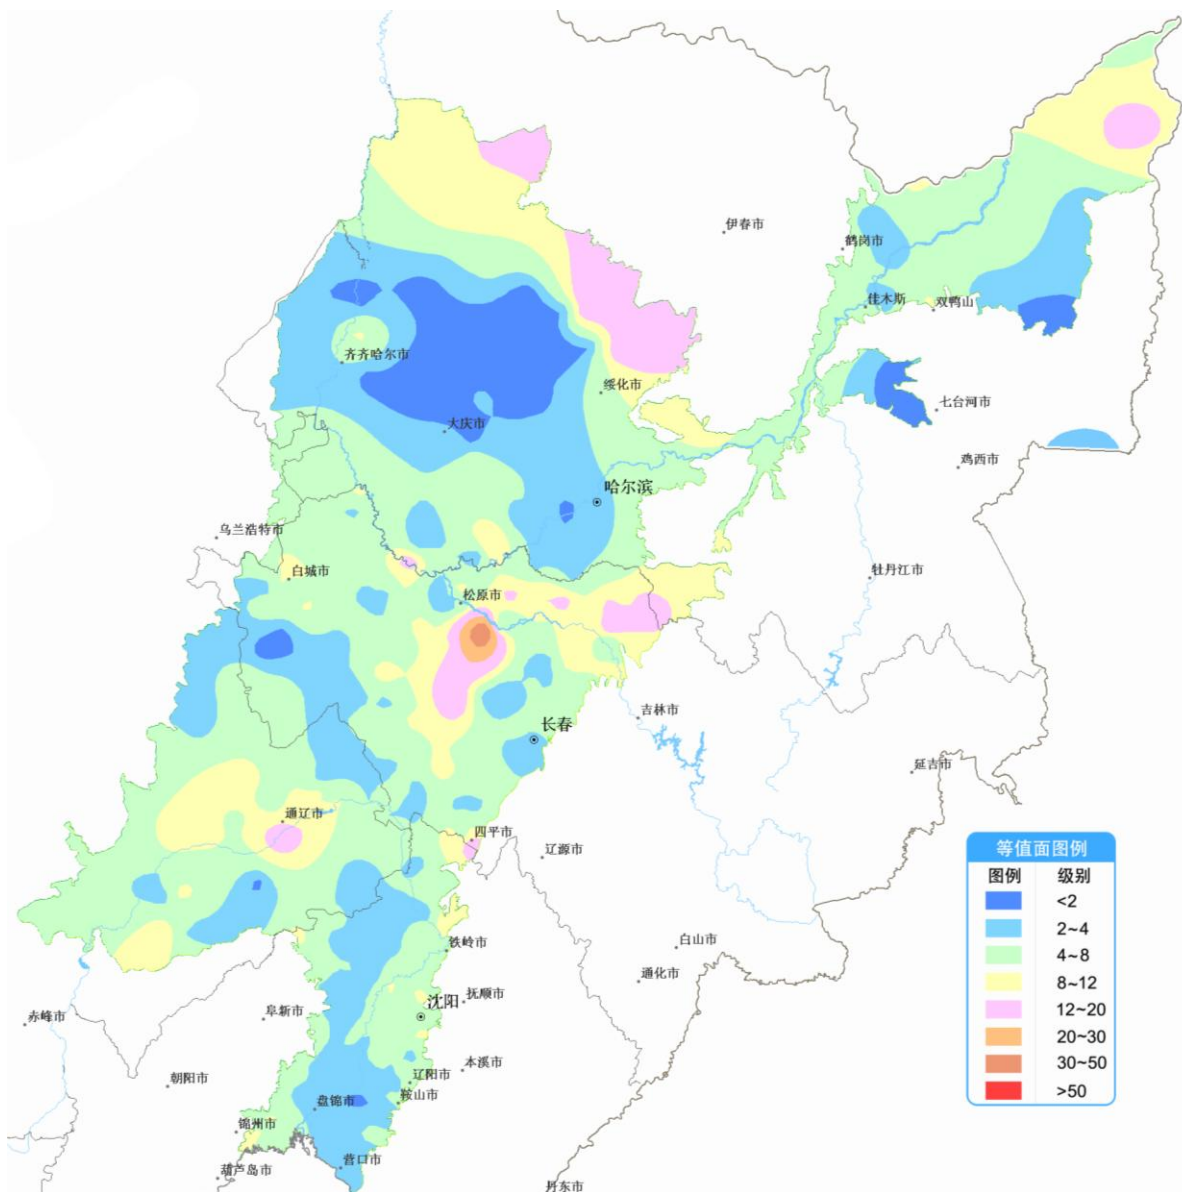 伊春市
鹤岗市
佳木斯
双鸭山
齐齐哈尔市
绥化市
七台河市
大庆市
鸡西市
哈尔滨
乌兰浩特市
白城市
牡丹江市
松原市
吉林市
长春
延吉市
通辽市
四平市
辽源市
铁岭市
白山市
通化市
沈阳
抚顺市
阜新市
赤峰市
本溪市
朝阳市
辽阳市
鞍山市
盘锦市
锦州市
营口市
葫芦岛市
丹东市
等值面图例
图例 级别
<2
2~4
4~8
8~12
12~20
20~30
30~50
>50